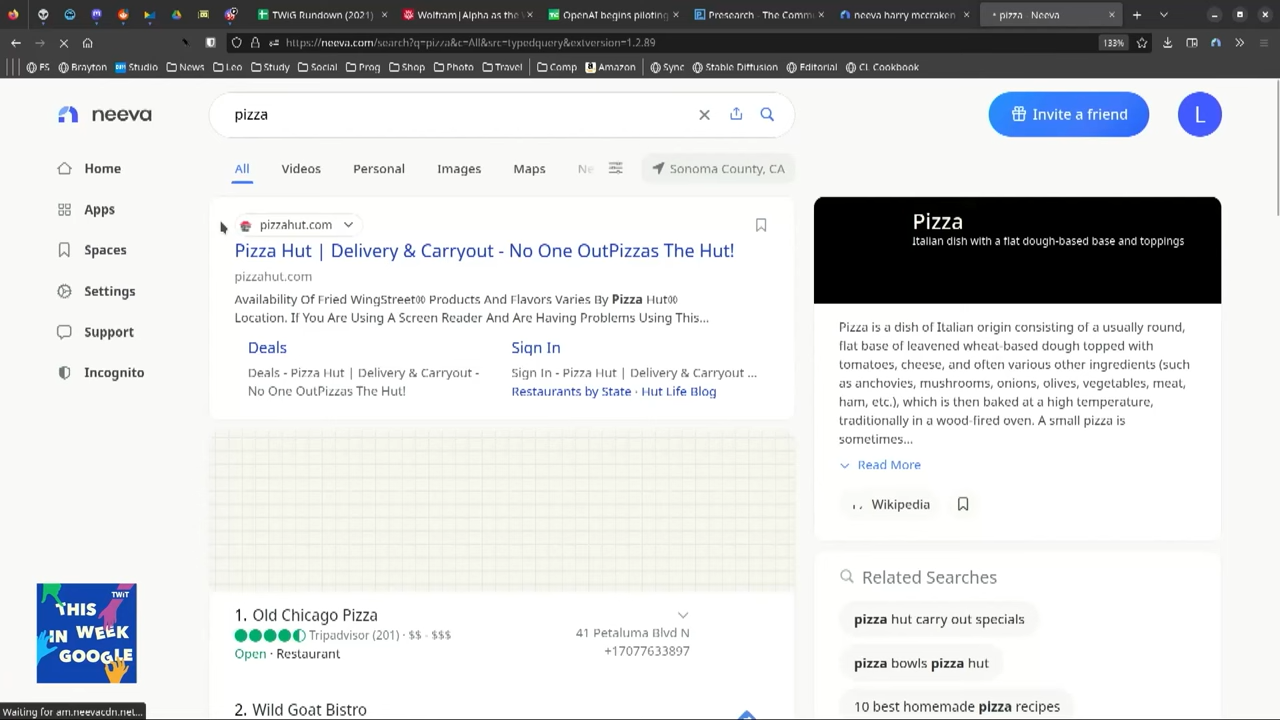 TWiG Rundown (2021)
Wolfram|Alpha as the W
OpenAI begins piloting
Presearch - The Commu
neeva harry mccraken
pizza - Neeva
https://neeva.com/search?q=pizza&c=All&src=typedquery&extversion=1.2.89
133%
FS Brayton Studio News Leo Study Social Prog Shop Photo Travel Comp Amazon Sync Stable Diffusion Editorial CL Cookbook
neeva
pizza
Invite a friend
L
Home
Apps
Spaces
Settings
Support
Incognito
All Videos Personal Images Maps Ne Sonoma County, CA
pizzahut.com
Pizza Hut | Delivery & Carryout - No One OutPizzas The Hut!
pizzahut.com
Availability Of Fried WingStreet®® Products And Flavors Varies By Pizza Hut®®
Location. If You Are Using A Screen Reader And Are Having Problems Using This...
Deals
Deals - Pizza Hut | Delivery & Carryout -
No One OutPizzas The Hut!
Sign In
Sign In - Pizza Hut | Delivery & Carryout ...
Restaurants by State · Hut Life Blog
1. Old Chicago Pizza
Tripadvisor (201) · $$ - $$$
Open · Restaurant
41 Petaluma Blvd N
+17077633897
2. Wild Goat Bistro
Pizza
Italian dish with a flat dough-based base and toppings
Pizza is a dish of Italian origin consisting of a usually round,
flat base of leavened wheat-based dough topped with
tomatoes, cheese, and often various other ingredients (such
as anchovies, mushrooms, onions, olives, vegetables, meat,
ham, etc.), which is then baked at a high temperature,
traditionally in a wood-fired oven. A small pizza is
sometimes...
Read More
Wikipedia
Related Searches
pizza hut carry out specials
pizza bowls pizza hut
10 best homemade pizza recipes
TWiT
THIS
IN WEEK
GOOGLE
Waiting for am.neevacdn.net...